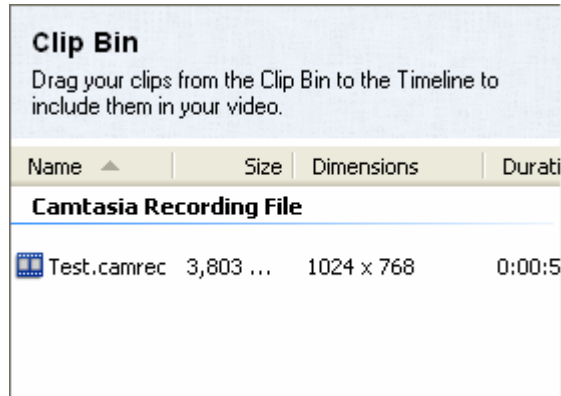 Clip Bin
Drag your clips from the Clip Bin to the Timeline to
include them in your video.
Name Size Dimensions Durati
Camtasia Recording File
Test.camrec 3,803 ... 1024 x 768 0:00:5